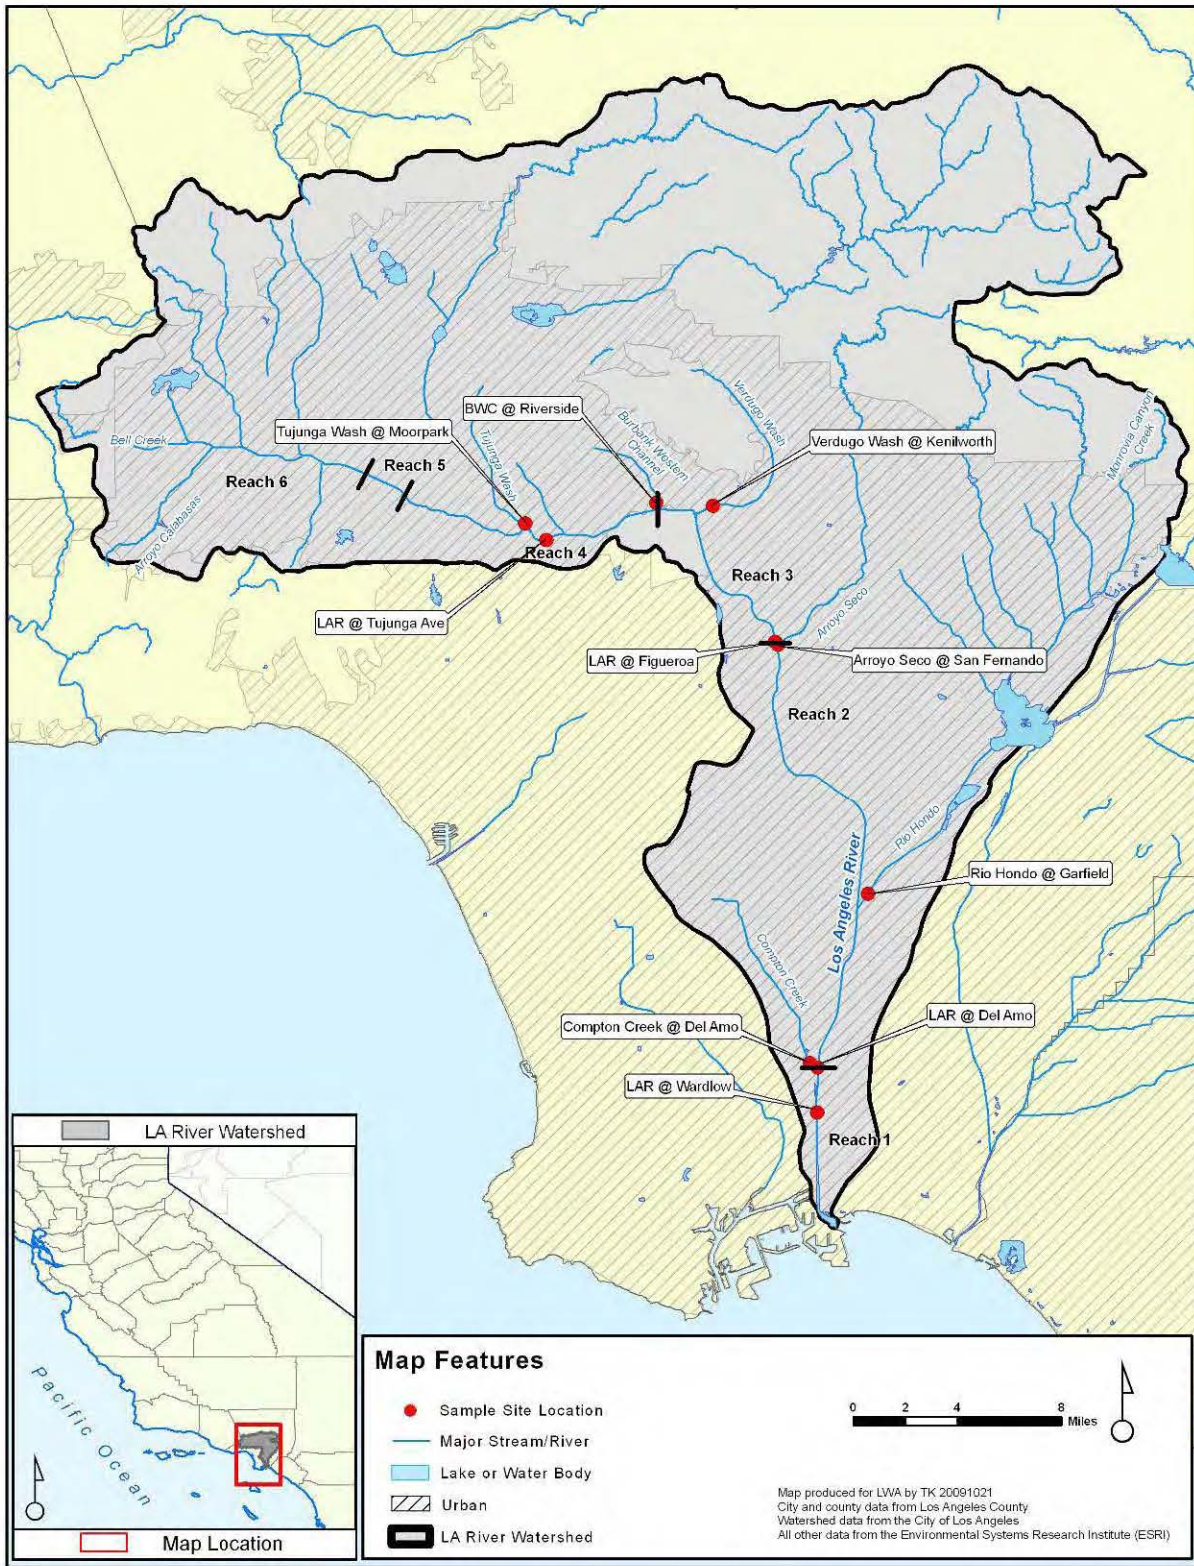 Verdugo Wash
BWC @ Riverside
Burbank Western
Channel
Monrovia Canyon
Creek
Tujunga Wash @ Moorpark
Verdugo Wash @ Kenilworth
Bell Creek
Tujunga Wash
Reach 5
Reach 6
Arroyo Calabasas
Reach 4
Reach 3
Arroyo Seco
LAR @ Tujunga Ave
LAR @ Figueroa
Arroyo Seco @ San Fernando
Reach 2
Rio Hondo
Los Angeles River
Rio Hondo @ Garfield
Compton Creek
LAR @ Del Amo
Compton Creek @ Del Amo
LAR @ Wardlow
Reach 1
LA River Watershed
Pacific Ocean
Map Location
Map Features
Sample Site Location
Major Stream/River
Lake or Water Body
Urban
LA River Watershed
0 2 4 8
Miles
Map produced for LWA by TK 20091021
City and county data from Los Angeles County
Watershed data from the City of Los Angeles
All other data from the Environmental Systems Research Institute (ESRI)